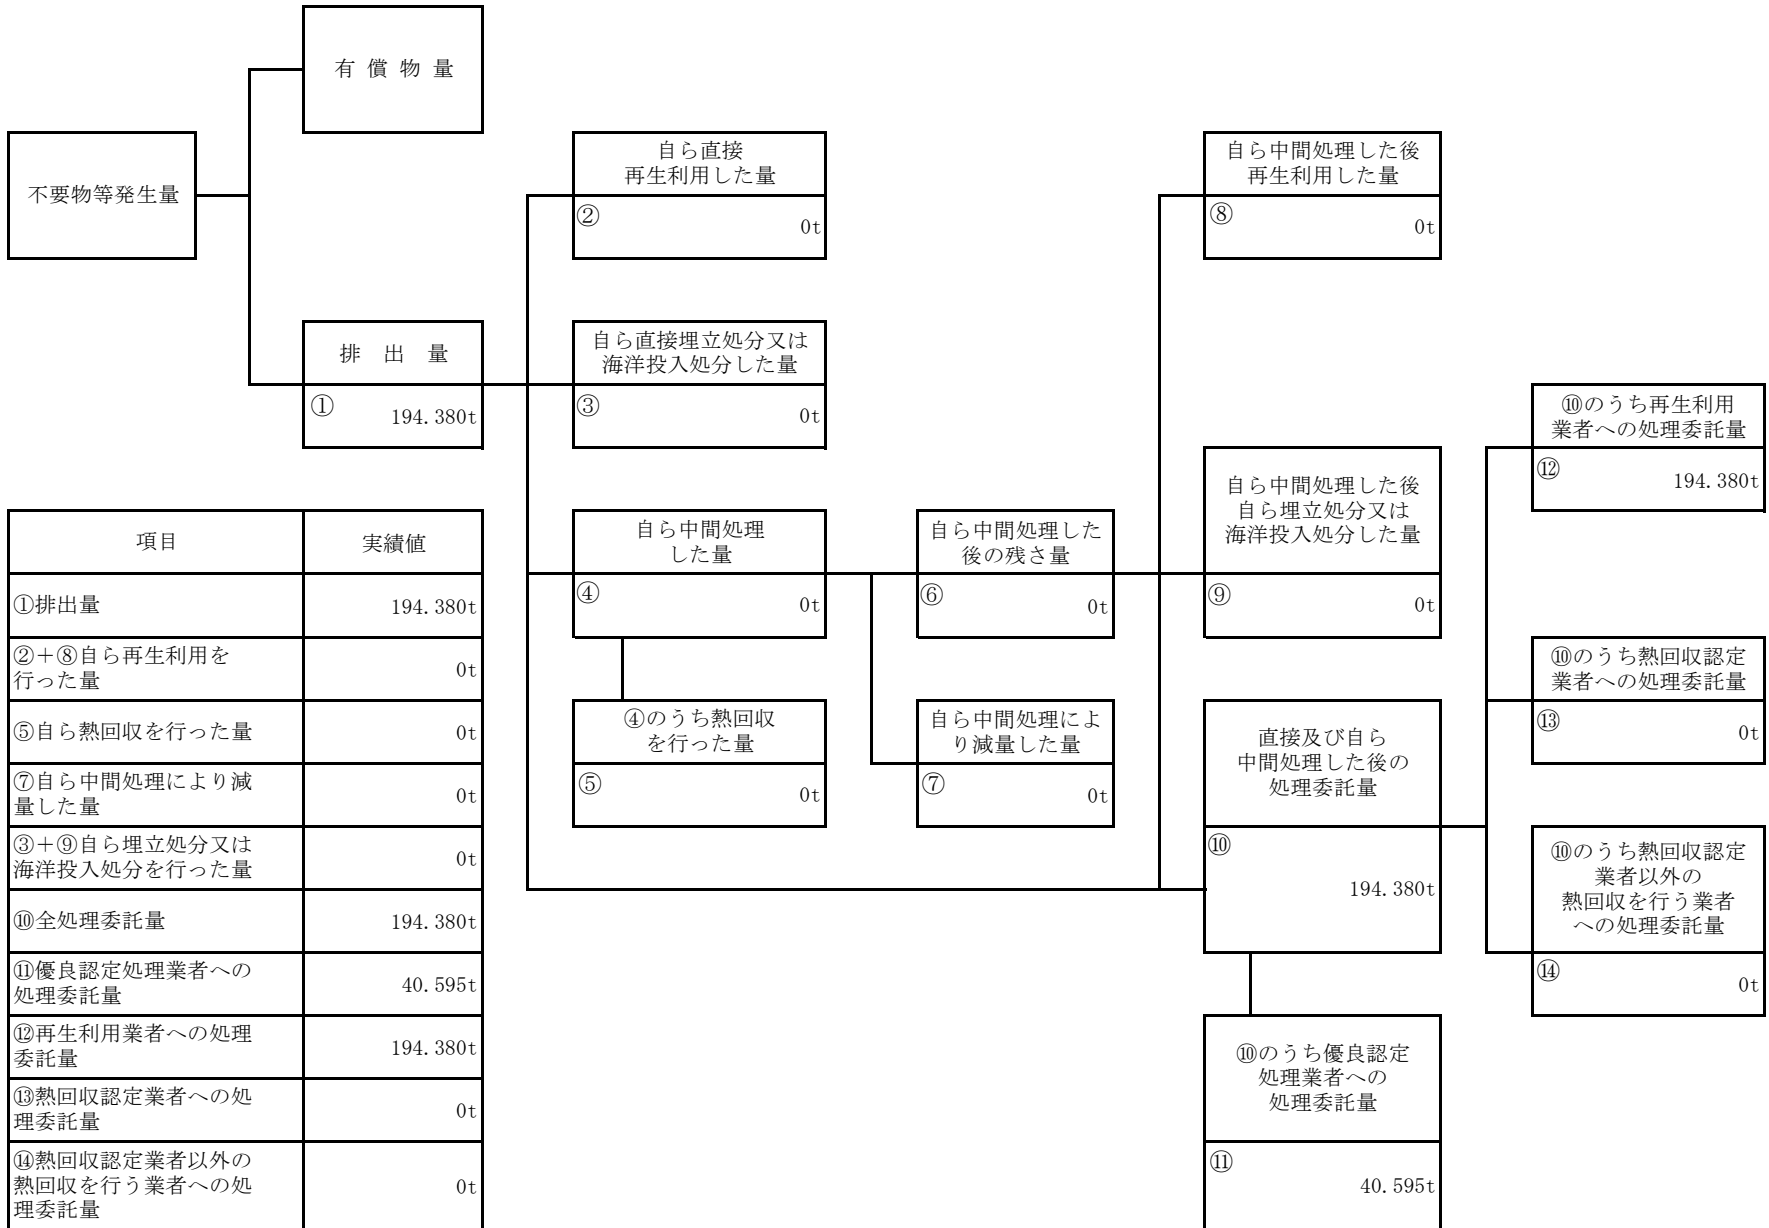 有償物量
不要物等発生量
自ら直接
再生利用した量
②
0t
自ら中間処理した後
再生利用した量
⑧
0t
排出量
①
194.380t
自ら直接埋立処分又は
海洋投入処分した量
③
0t
⑩のうち再生利用
業者への処理委託量
⑫
194.380t
自ら中間処理
した量
④
0t
自ら中間処理した
後の残さ量
⑥
0t
自ら中間処理した後
自ら埋立処分又は
海洋投入処分した量
⑨
0t
⑩のうち熱回収認定
業者への処理委託量
⑬
0t
④のうち熱回収
を行った量
⑤
0t
自ら中間処理によ
り減量した量
⑦
0t
直接及び自ら
中間処理した後の
処理委託量
⑩
194.380t
⑩のうち熱回収認定
業者以外の
熱回収を行う業者
への処理委託量
⑭
0t
⑩のうち優良認定
処理業者への
処理委託量
⑪
40.595t
項目
実績値
①排出量
194.380t
②+⑧自ら再生利用を
行った量
0t
⑤自ら熱回収を行った量
0t
⑦自ら中間処理により減
量した量
0t
③+⑨自ら埋立処分又は
海洋投入処分を行った量
0t
⑩全処理委託量
194.380t
⑪優良認定処理業者への
処理委託量
40.595t
⑫再生利用業者への処理
委託量
194.380t
⑬熱回収認定業者への処
理委託量
0t
⑭熱回収認定業者以外の
熱回収を行う業者への処
理委託量
0t